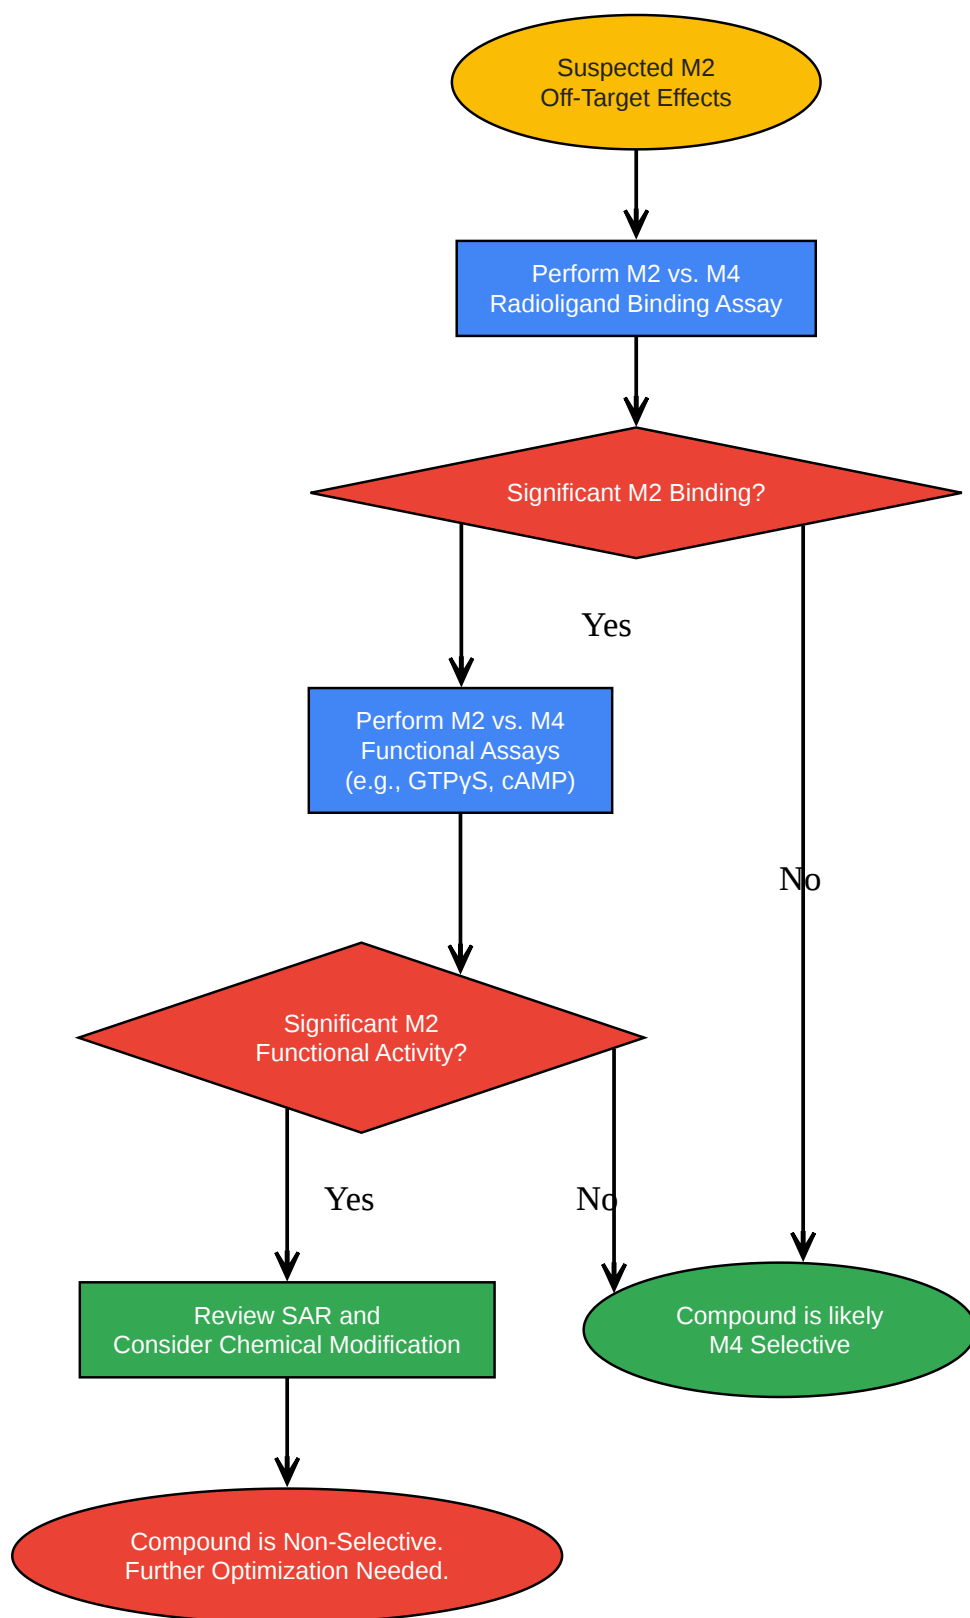 Suspected M2
Off-Target Effects
Perform M2 vs. M4
Radioligand Binding Assay
Significant M2 Binding?
Yes
Perform M2 vs. M4
Functional Assays
(e.g., GTPγS, cAMP)
No
Significant M2
Functional Activity?
Yes
No
Review SAR and
Consider Chemical Modification
Compound is likely
M4 Selective
Compound is Non-Selective.
Further Optimization Needed.